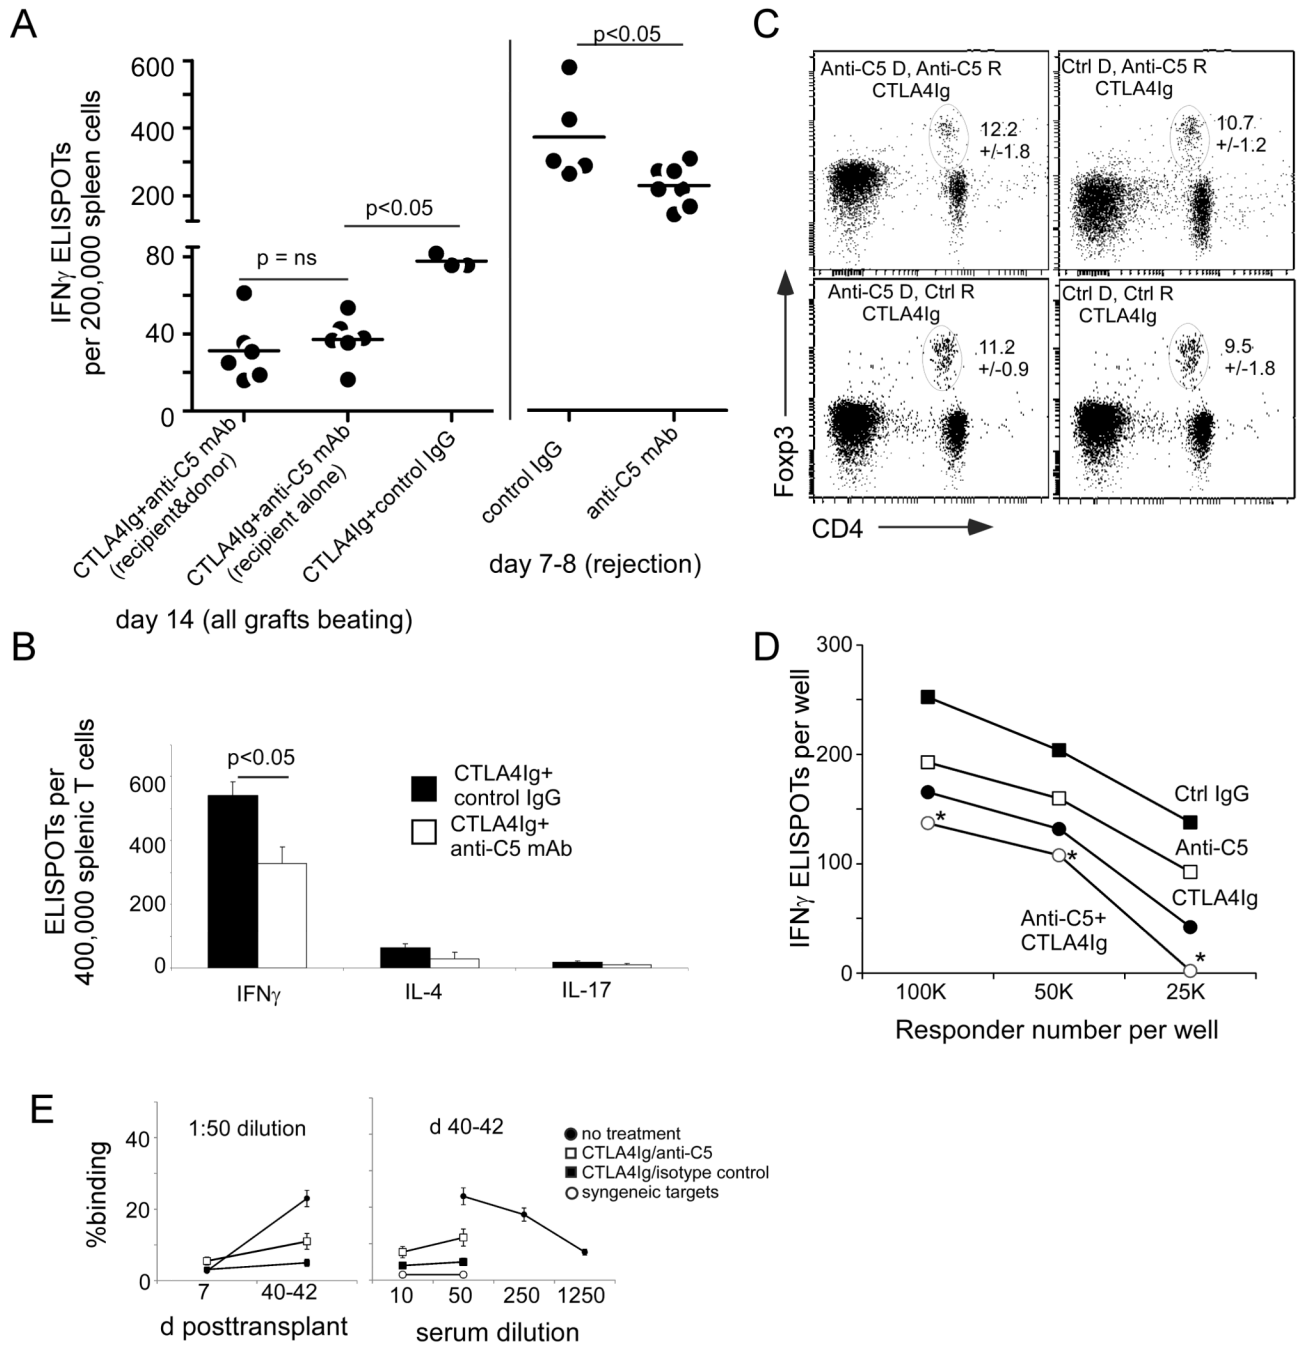 A
IFNγ ELISPOTs
per 200,000 spleen cells
600
400
200
80
40
0
p = ns
p<0.05
p<0.05
CTLA4Ig+anti-C5 mAb
(recipient&donor)
CTLA4Ig+anti-C5 mAb
(recipient alone)
CTLA4Ig+control IgG
control IgG
anti-C5 mAb
day 7-8 (rejection)
day 14 (all grafts beating)
C
Anti-C5 D, Anti-C5 R
CTLA4Ig
12.2
+/-1.8
Ctrl D, Anti-C5 R
CTLA4Ig
10.7
+/-1.2
Anti-C5 D, Ctrl R
CTLA4Ig
11.2
+/-0.9
Ctrl D, Ctrl R
CTLA4Ig
9.5
+/-1.8
Foxp3
CD4
B
ELISPOTs per
400,000 splenic T cells
600
400
200
0
p<0.05
CTLA4Ig+
control IgG
CTLA4Ig+
anti-C5 mAb
IFNγ
IL-4
IL-17
D
IFNγ ELISPOTs per well
300
200
100
0
*
*
*
Ctrl IgG
Anti-C5
CTLA4Ig
Anti-C5+
CTLA4Ig
100K
50K
25K
Responder number per well
E
%binding
40
20
0
1:50 dilution
7
40-42
d posttransplant
d 40-42
10
50
250
1250
serum dilution
no treatment
CTLA4Ig/anti-C5
CTLA4Ig/isotype control
syngeneic targets